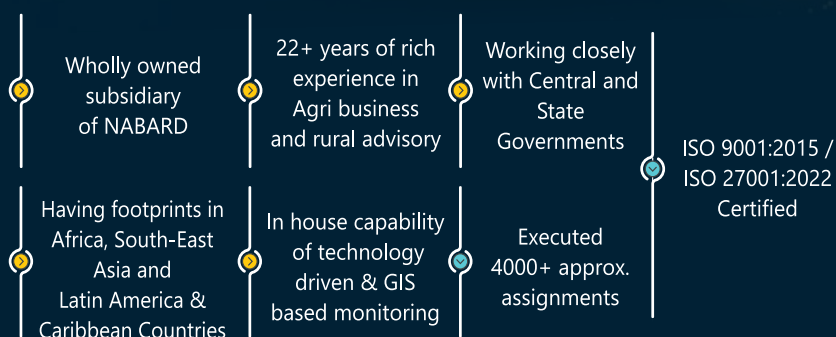 Wholly owned
subsidiary
of NABARD
22+ years of rich
experience in
Agri business
and rural advisory
Working closely
with Central and
State
Governments
ISO 9001:2015 /
ISO 27001:2022
Certified
Having footprints in
Africa, South-East
Asia and
Latin America &
Caribbean Countries
In house capability
of technology
driven & GIS
based monitoring
Executed
4000+ approx.
assignments